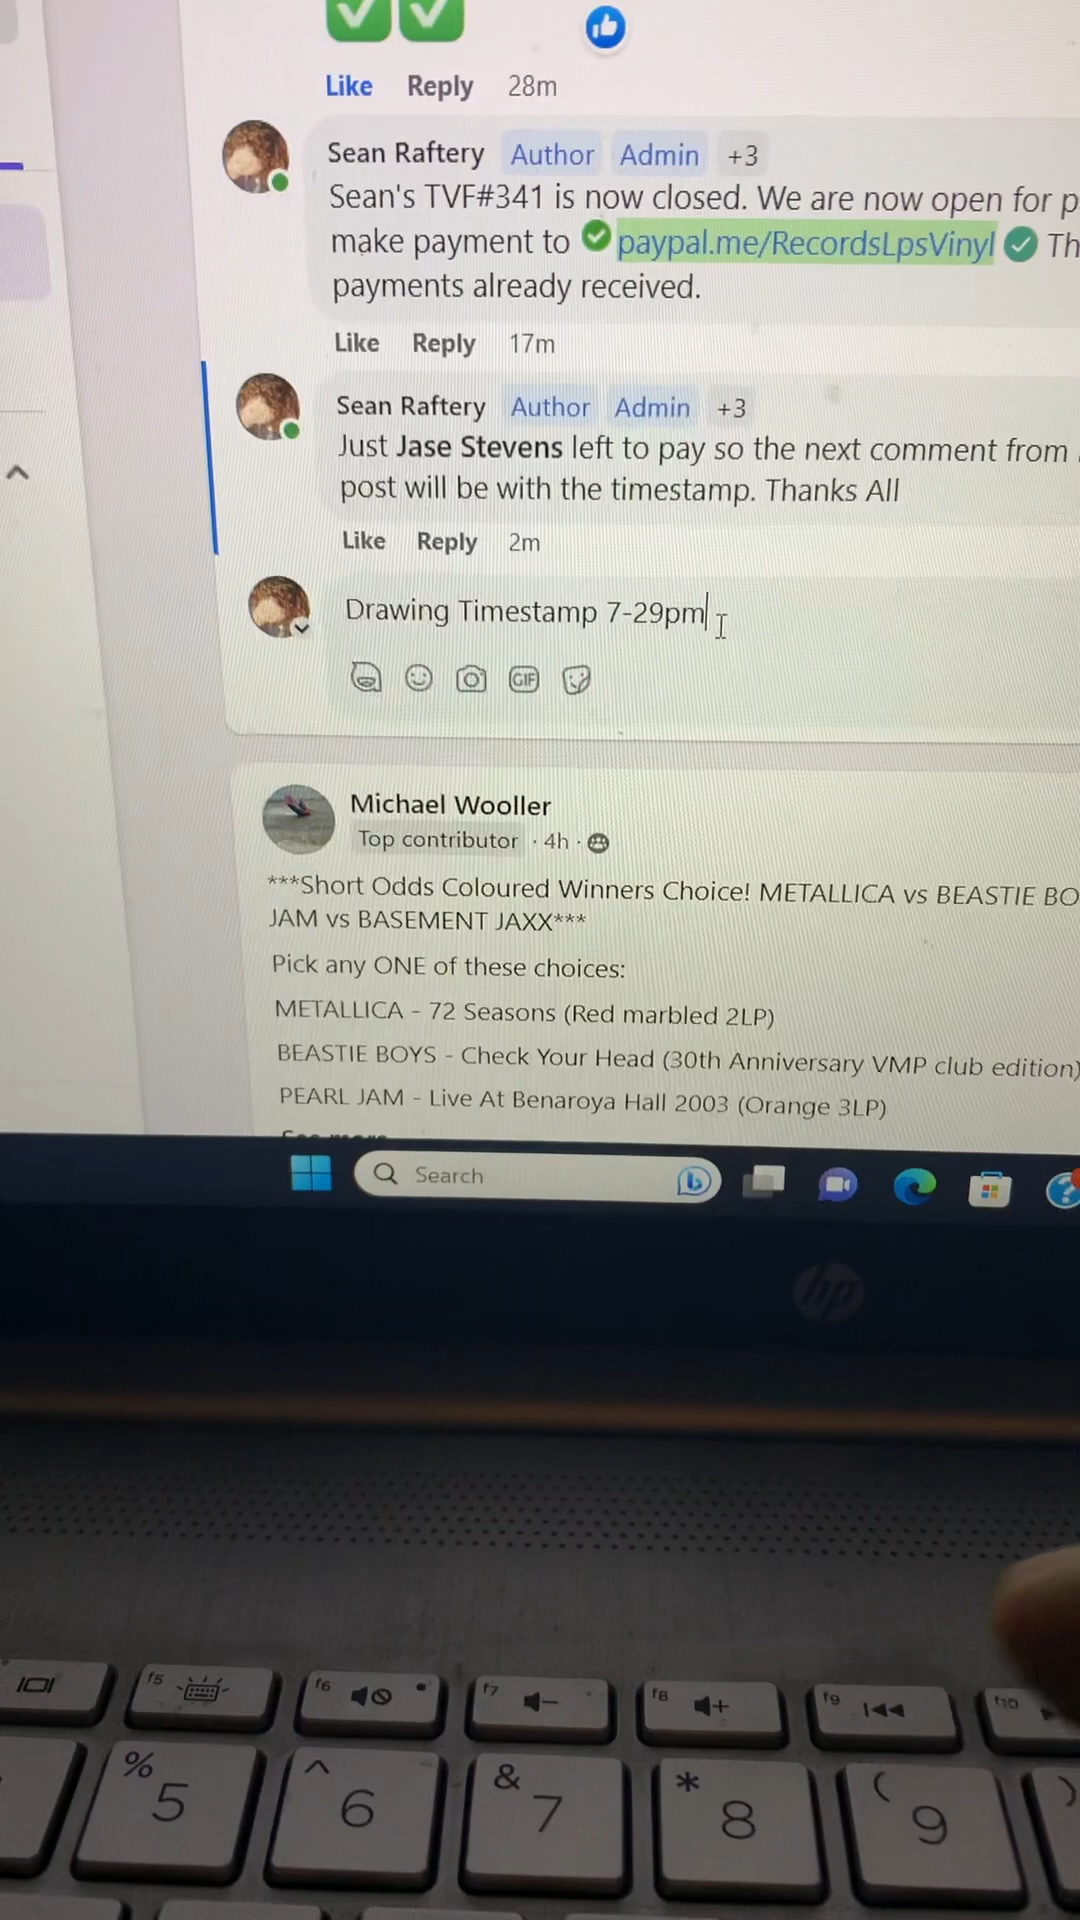 Like Reply 28m
Sean Raftery Author Admin +3
Sean's TVF#341 is now closed. We are now open for p
make payment to paypal.me/RecordsLpsVinyl Th
payments already received.
Like Reply 17m
Sean Raftery Author Admin +3
Just Jase Stevens left to pay so the next comment from
post will be with the timestamp. Thanks All
Like Reply 2m
Drawing Timestamp 7-29pm
GIF
Michael Wooller
Top contributor · 4h ·
***Short Odds Coloured Winners Choice! METALLICA vs BEASTIE BO
JAM vs BASEMENT JAXX***
Pick any ONE of these choices:
METALLICA - 72 Seasons (Red marbled 2LP)
BEASTIE BOYS - Check Your Head (30th Anniversary VMP club edition)
PEARL JAM - Live At Benaroya Hall 2003 (Orange 3LP)
See more
Search
hp
f5 f6 f7 f8 f9 f10
% ^ & * ( )
5 6 7 8 9